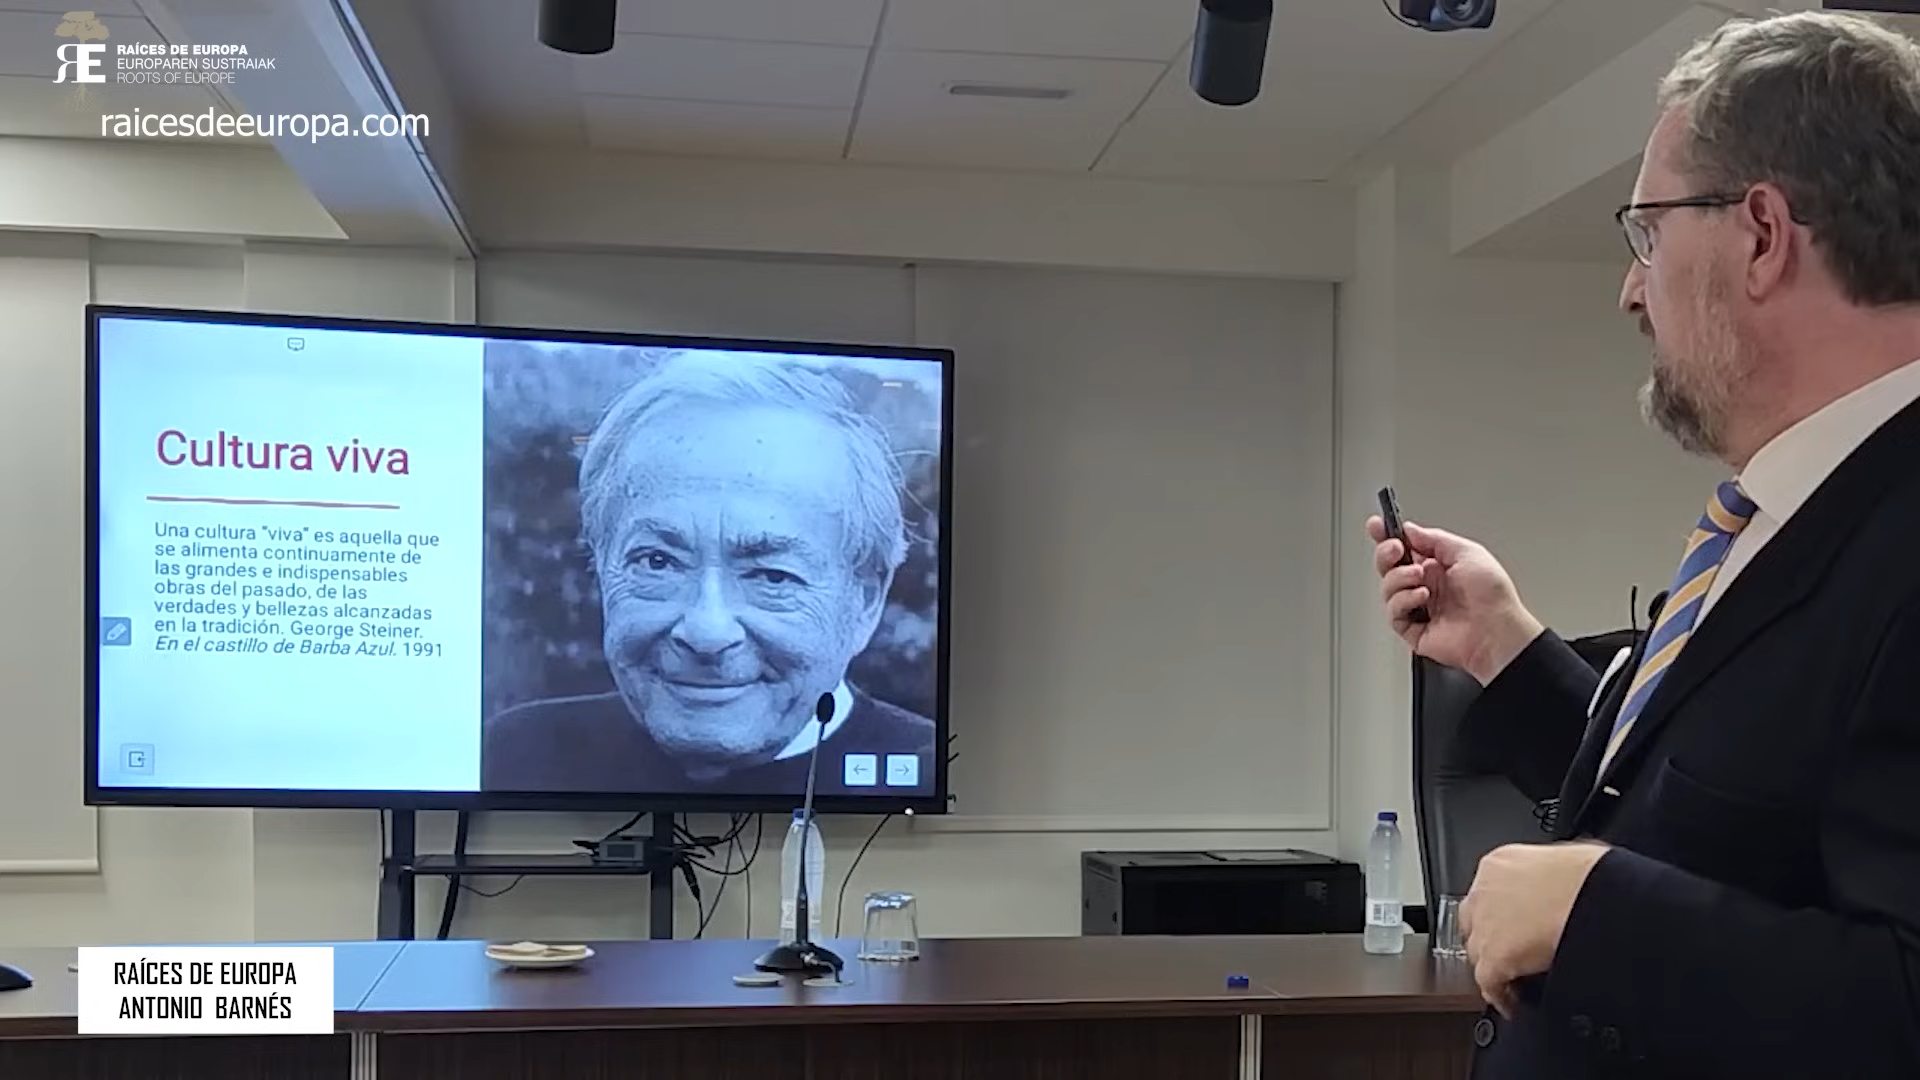 RAÍCES DE EUROPA
EUROPAREN SUSTRAIAK
ROOTS OF EUROPE
raicesdeeuropa.com
Cultura viva
Una cultura "viva" es aquella que
se alimenta continuamente de
las grandes e indispensables
obras del pasado, de las
verdades y bellezas alcanzadas
en la tradición. George Steiner.
En el castillo de Barba Azul. 1991
RAÍCES DE EUROPA
ANTONIO BARNÉS